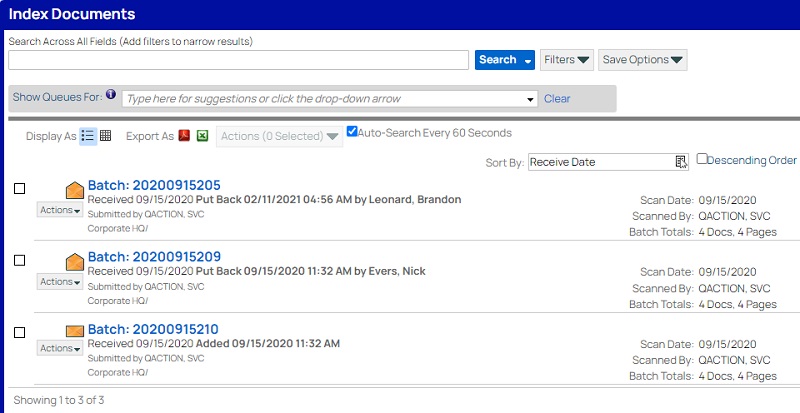 Index Documents
Search Across All Fields (Add filters to narrow results)
Search Filters Save Options
Show Queues For: Type here for suggestions or click the drop-down arrow Clear
Display As Export As Actions (0 Selected) Auto-Search Every 60 Seconds
Sort By: Receive Date Descending Order
Batch: 20200915205
Received 09/15/2020 Put Back 02/11/2021 04:56 AM by Leonard, Brandon
Actions
Submitted by QACTION, SVC
Corporate HQ/
Scan Date: 09/15/2020
Scanned By: QACTION, SVC
Batch Totals: 4 Docs, 4 Pages
Batch: 20200915209
Received 09/15/2020 Put Back 09/15/2020 11:32 AM by Evers, Nick
Actions
Submitted by QACTION, SVC
Corporate HQ/
Scan Date: 09/15/2020
Scanned By: QACTION, SVC
Batch Totals: 4 Docs, 4 Pages
Batch: 20200915210
Received 09/15/2020 Added 09/15/2020 11:32 AM
Actions
Submitted by QACTION, SVC
Corporate HQ/
Scan Date: 09/15/2020
Scanned By: QACTION, SVC
Batch Totals: 4 Docs, 4 Pages
Showing 1 to 3 of 3